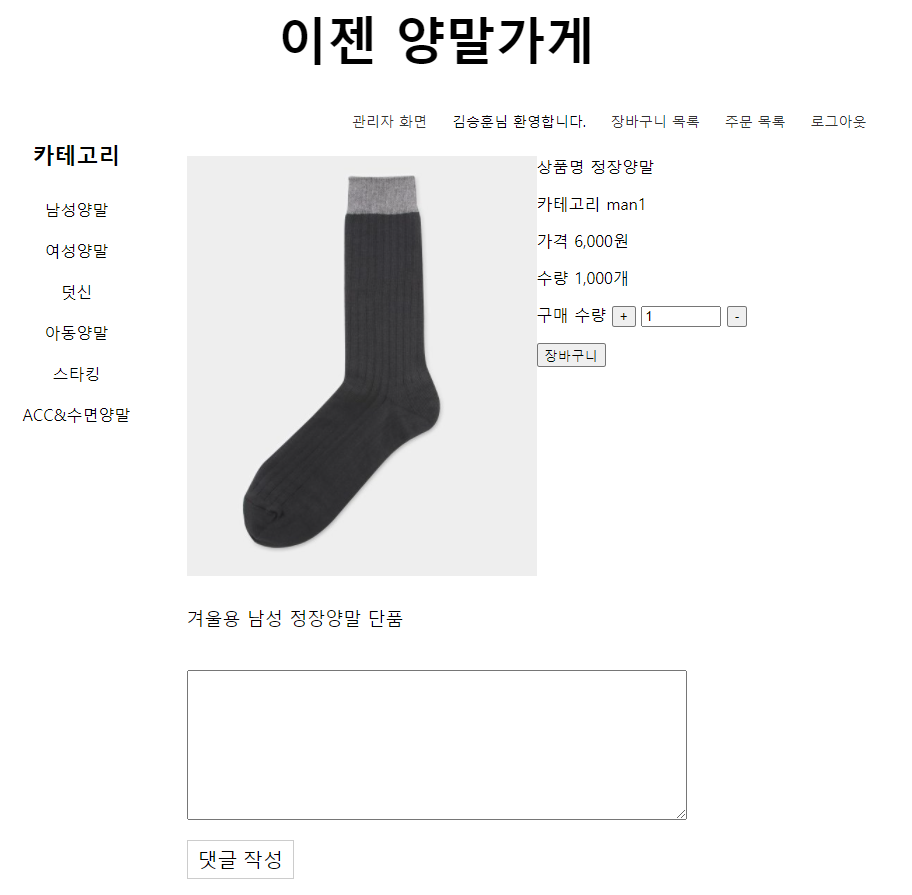 이젠 양말가게
관리자 화면 김승훈님 환영합니다. 장바구니 목록 주문 목록 로그아웃
카테고리
남성양말
여성양말
덧신
아동양말
스타킹
ACC&수면양말
상품명 정장양말
카테고리 man1
가격 6,000원
수량 1,000개
구매 수량 + 1 -
장바구니
겨울용 남성 정장양말 단품
댓글 작성